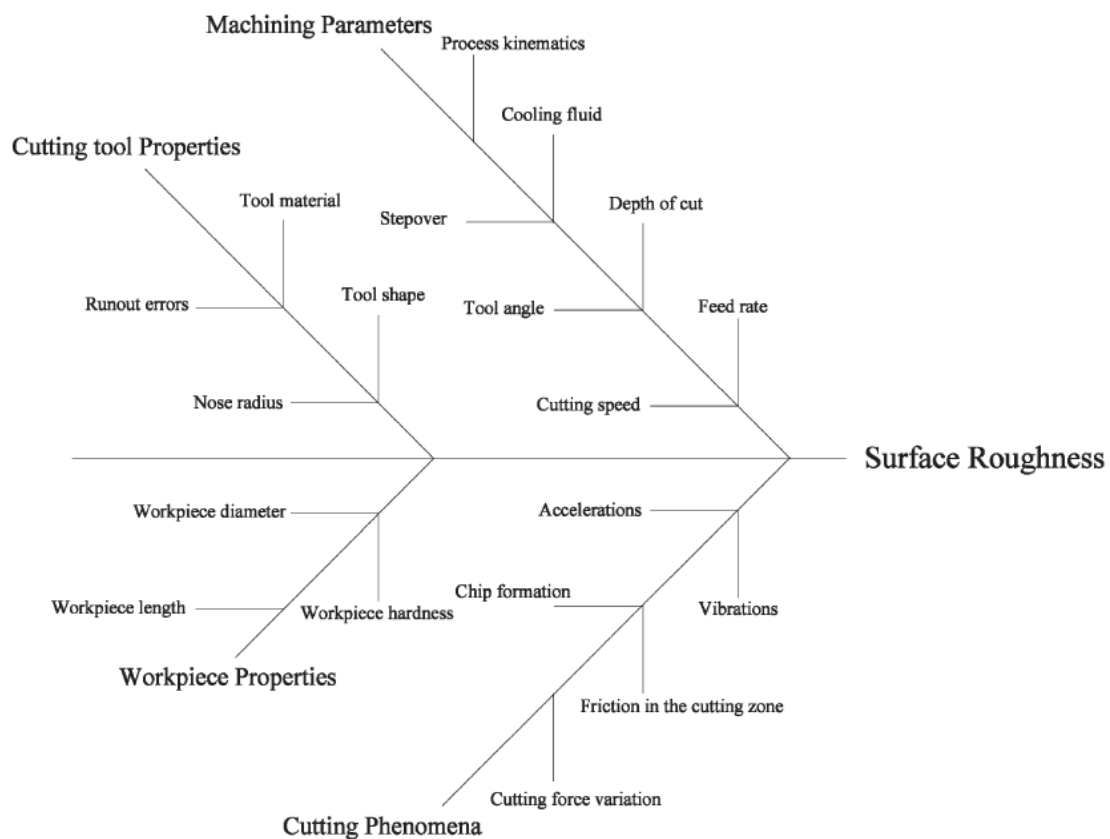 Machining Parameters
Process kinematics
Cooling fluid
Cutting tool Properties
Tool material
Stepover
Depth of cut
Runout errors
Tool shape
Tool angle
Feed rate
Nose radius
Cutting speed
Surface Roughness
Workpiece diameter
Accelerations
Chip formation
Workpiece length
Workpiece hardness
Vibrations
Workpiece Properties
Friction in the cutting zone
Cutting force variation
Cutting Phenomena